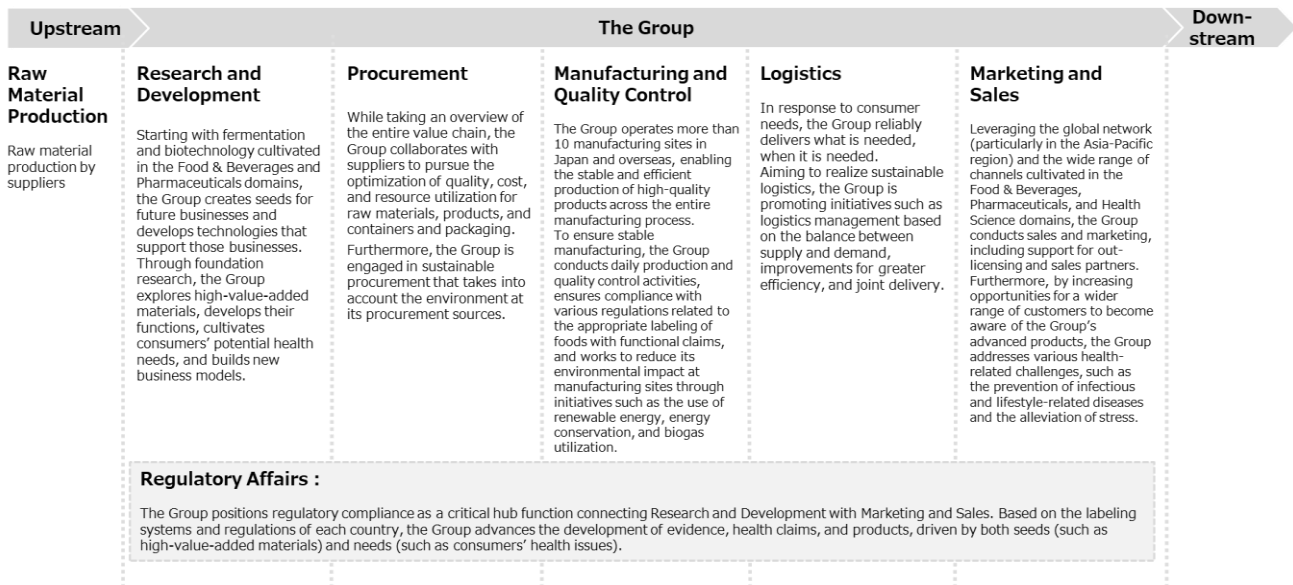 Upstream
The Group
Down-
stream
Raw
Material
Production
Raw material
production by
suppliers
Research and
Development
Starting with fermentation
and biotechnology cultivated
in the Food & Beverages and
Pharmaceuticals domains,
the Group creates seeds for
future businesses and
develops technologies that
support those businesses.
Through foundation
research, the Group
explores high-value-added
materials, develops their
functions, cultivates
consumers’ potential health
needs, and builds new
business models.
Procurement
While taking an overview of
the entire value chain, the
Group collaborates with
suppliers to pursue the
optimization of quality, cost,
and resource utilization for
raw materials, products, and
containers and packaging.
Furthermore, the Group is
engaged in sustainable
procurement that takes into
account the environment at
its procurement sources.
Manufacturing and
Quality Control
The Group operates more than
10 manufacturing sites in
Japan and overseas, enabling
the stable and efficient
production of high-quality
products across the entire
manufacturing process.
To ensure stable
manufacturing, the Group
conducts daily production and
quality control activities,
ensures compliance with
various regulations related to
the appropriate labeling of
foods with functional claims,
and works to reduce its
environmental impact at
manufacturing sites through
initiatives such as the use of
renewable energy, energy
conservation, and biogas
utilization.
Logistics
In response to consumer
needs, the Group reliably
delivers what is needed,
when it is needed.
Aiming to realize sustainable
logistics, the Group is
promoting initiatives such as
logistics management based
on the balance between
supply and demand,
improvements for greater
efficiency, and joint delivery.
Marketing and
Sales
Leveraging the global network
(particularly in the Asia-Pacific
region) and the wide range of
channels cultivated in the
Food & Beverages,
Pharmaceuticals, and Health
Science domains, the Group
conducts sales and marketing,
including support for out-
licensing and sales partners.
Furthermore, by increasing
opportunities for a wider
range of customers to become
aware of the Group’s
advanced products, the Group
addresses various health-
related challenges, such as
the prevention of infectious
and lifestyle-related diseases
and the alleviation of stress.
Regulatory Affairs :
The Group positions regulatory compliance as a critical hub function connecting Research and Development with Marketing and Sales. Based on the labeling
systems and regulations of each country, the Group advances the development of evidence, health claims, and products, driven by both seeds (such as
high-value-added materials) and needs (such as consumers’ health issues).